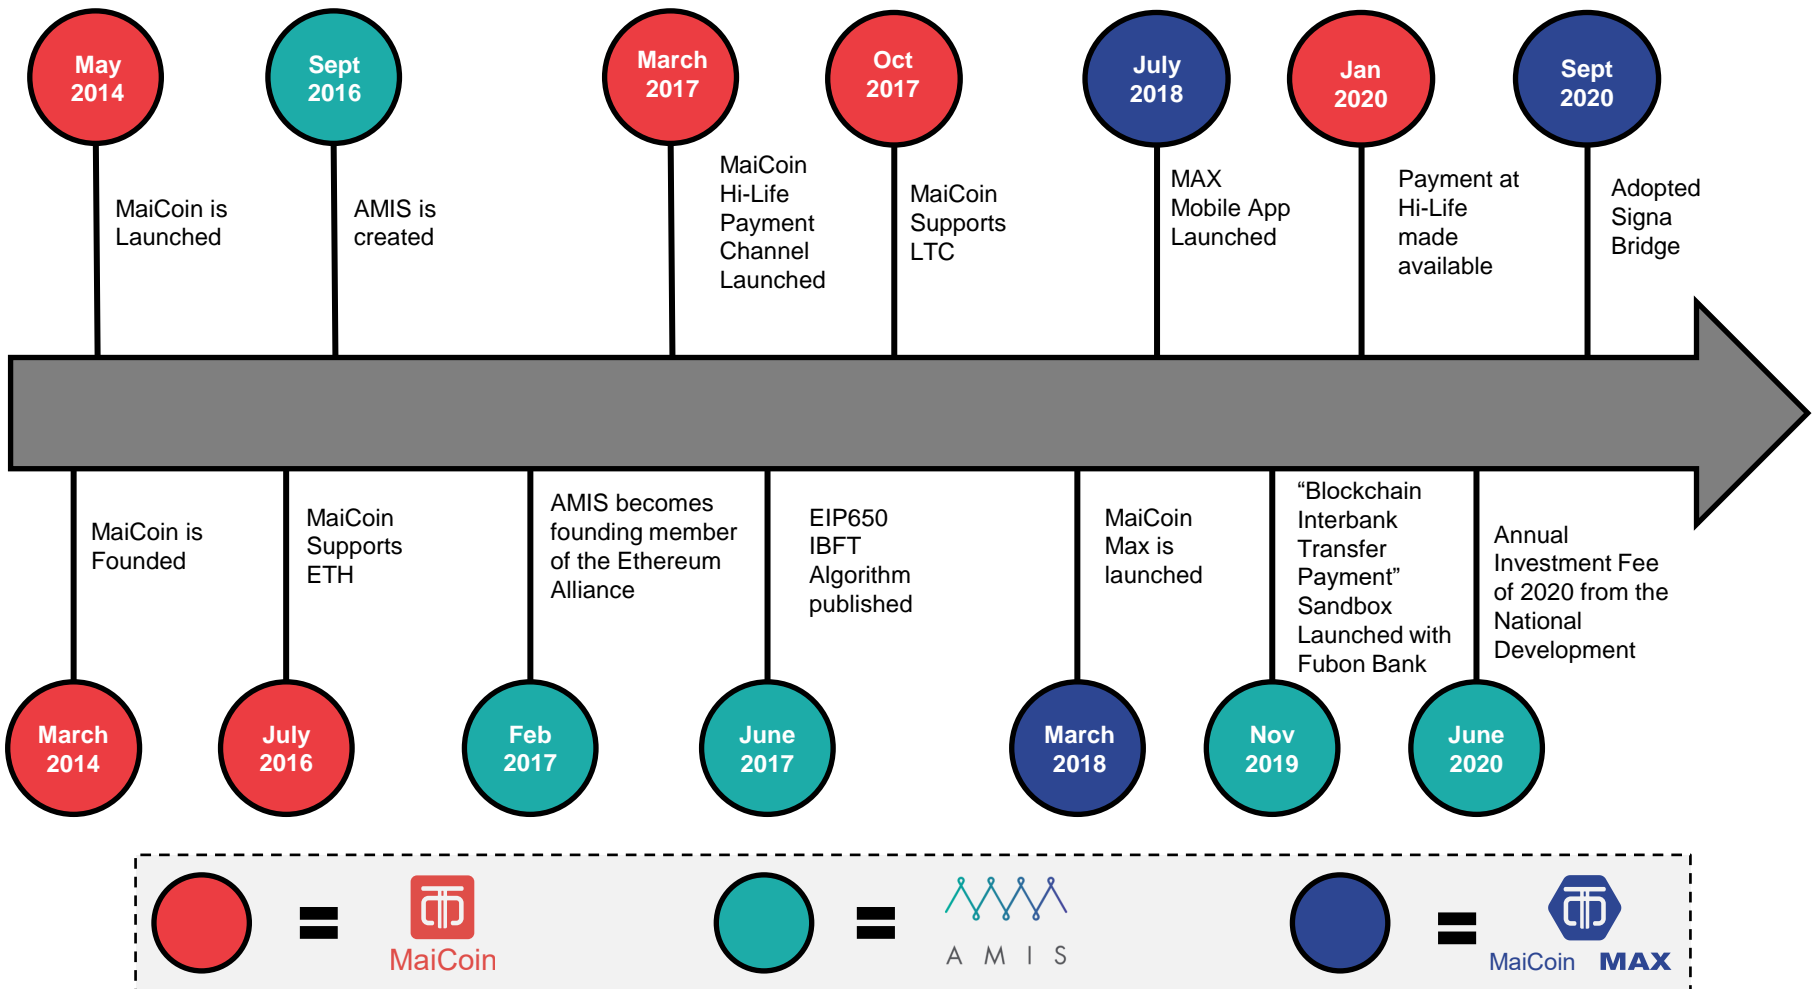 May
2014
Sept
2016
March
2017
Oct
2017
July
2018
Jan
2020
Sept
2020
MaiCoin is
Launched
AMIS is
created
MaiCoin
Hi-Life
Payment
Channel
Launched
MaiCoin
Supports
LTC
MAX
Mobile App
Launched
Payment at
Hi-Life
made
available
Adopted
Signa
Bridge
MaiCoin is
Founded
MaiCoin
Supports
ETH
AMIS becomes
founding member
of the Ethereum
Alliance
EIP650
IBFT
Algorithm
published
MaiCoin
Max is
launched
“Blockchain
Interbank
Transfer
Payment”
Sandbox
Launched with
Fubon Bank
Annual
Investment Fee
of 2020 from the
National
Development
March
2014
July
2016
Feb
2017
June
2017
March
2018
Nov
2019
June
2020
=
MaiCoin
=
AMIS
=
MaiCoin MAX